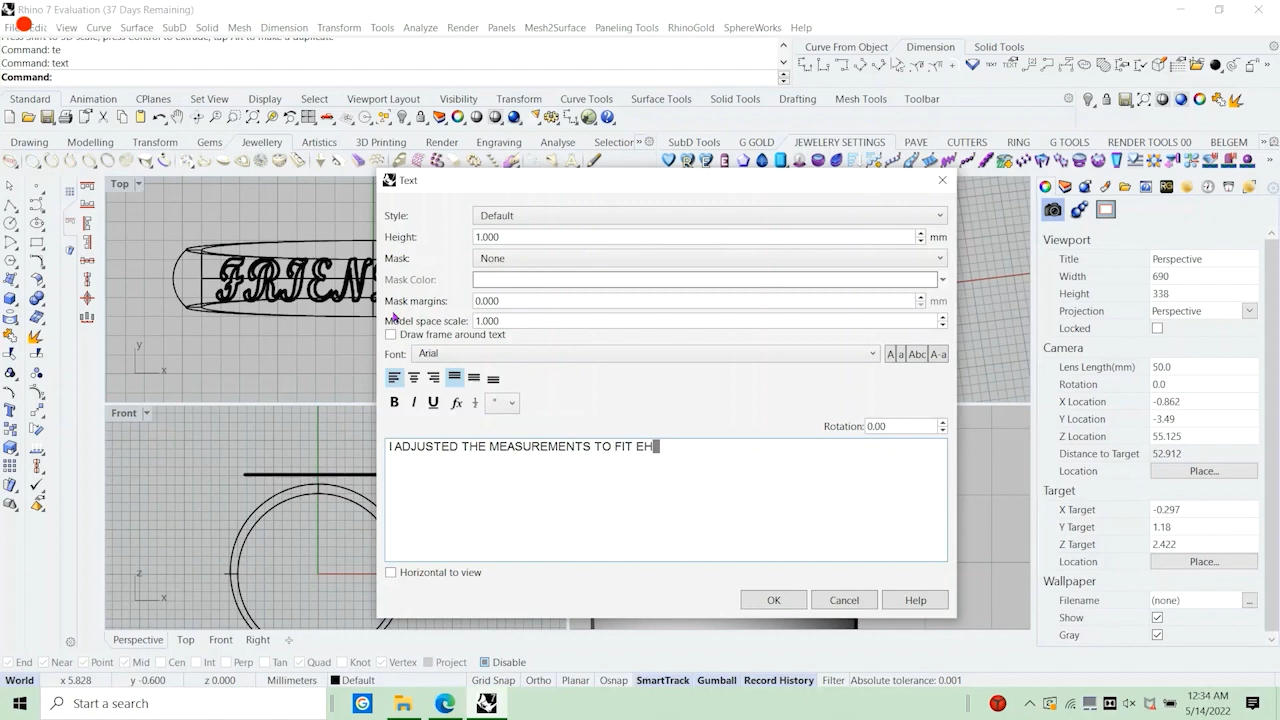 Rhino 7 Evaluation (37 Days Remaining)
View Curve Surface SubD Solid Mesh Dimension Transform Tools Analyze Render Panels Mesh2Surface Paneling Tools RhinoGold SphereWorks Help
Command: te
Command: text
Command:
Curve From Object Dimension Solid Tools
Standard Animation CPlanes Set View Display Select Viewport Layout Visibility Transform Curve Tools Surface Tools Solid Tools Drafting Mesh Tools Toolbar
Drawing Modelling Transform Gems Jewellery Artistics 3D Printing Render Engraving Analyse Selection
SubD Tools G GOLD JEWELERY SETTINGS PAVE CUTTERS RING G TOOLS RENDER TOOLS 00 BELGEM
Top
FRIEN
y
x
Front
z
x
Text
Style: Default
Height: 1.000 mm
Mask: None
Mask Color:
Mask margins: 0.000 mm
Model space scale: 1.000
Draw frame around text
Font: Arial
A a Abc A-a
B I U fx °
Rotation: 0.00
I ADJUSTED THE MEASUREMENTS TO FIT EH
Horizontal to view
OK Cancel Help
Viewport
Title Perspective
Width 690
Height 338
Projection Perspective
Locked
Camera
Lens Length(mm) 50.0
Rotation 0.0
X Location -0.862
Y Location -3.49
Z Location 55.125
Distance to Target 52.912
Location Place...
Target
X Target -0.297
Y Target 1.18
Z Target 2.422
Location Place...
Wallpaper
Filename (none) ...
Show
Gray
Perspective Top Front Right
End Near Point Mid Cen Int Perp Tan Quad Knot Vertex Project Disable
World x 5.828 y -0.600 z 0.000 Millimeters Default Grid Snap Ortho Planar Osnap SmartTrack Gumball Record History Filter Absolute tolerance: 0.001
Start a search
12:34 AM
5/14/2022